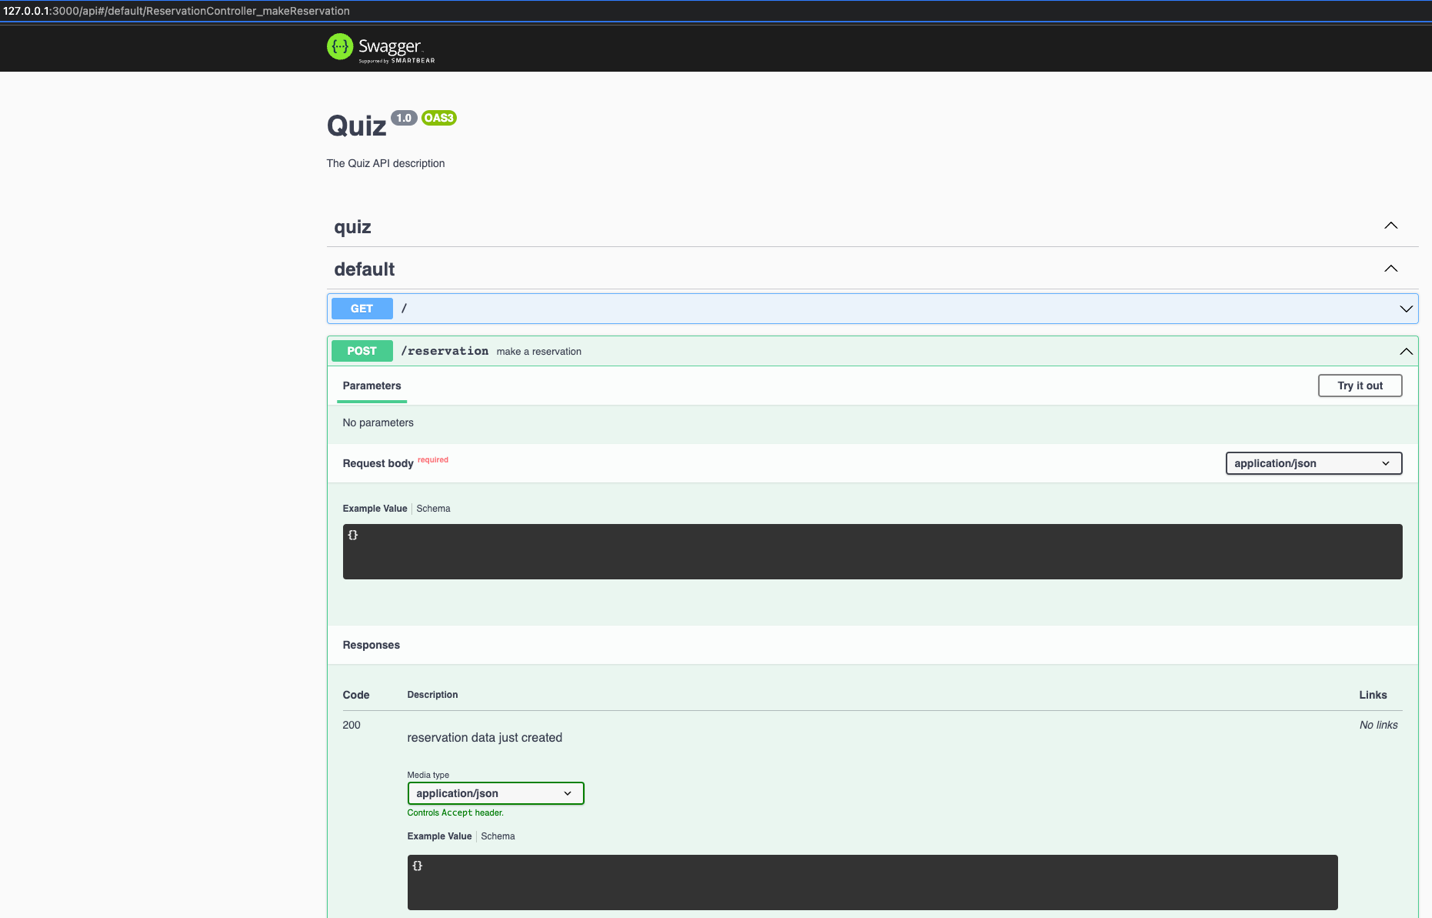 127.0.0.1:3000/api#/default/ReservationController_makeReservation
{···} Swagger™
Supported by SMARTBEAR
Quiz 1.0 OAS3
The Quiz API description
quiz
default
GET /
POST /reservation make a reservation
Parameters Try it out
No parameters
Request body required application/json
Example Value | Schema
{}
Responses
Code Description Links
200 No links
reservation data just created
Media type
application/json
Controls Accept header.
Example Value | Schema
{}